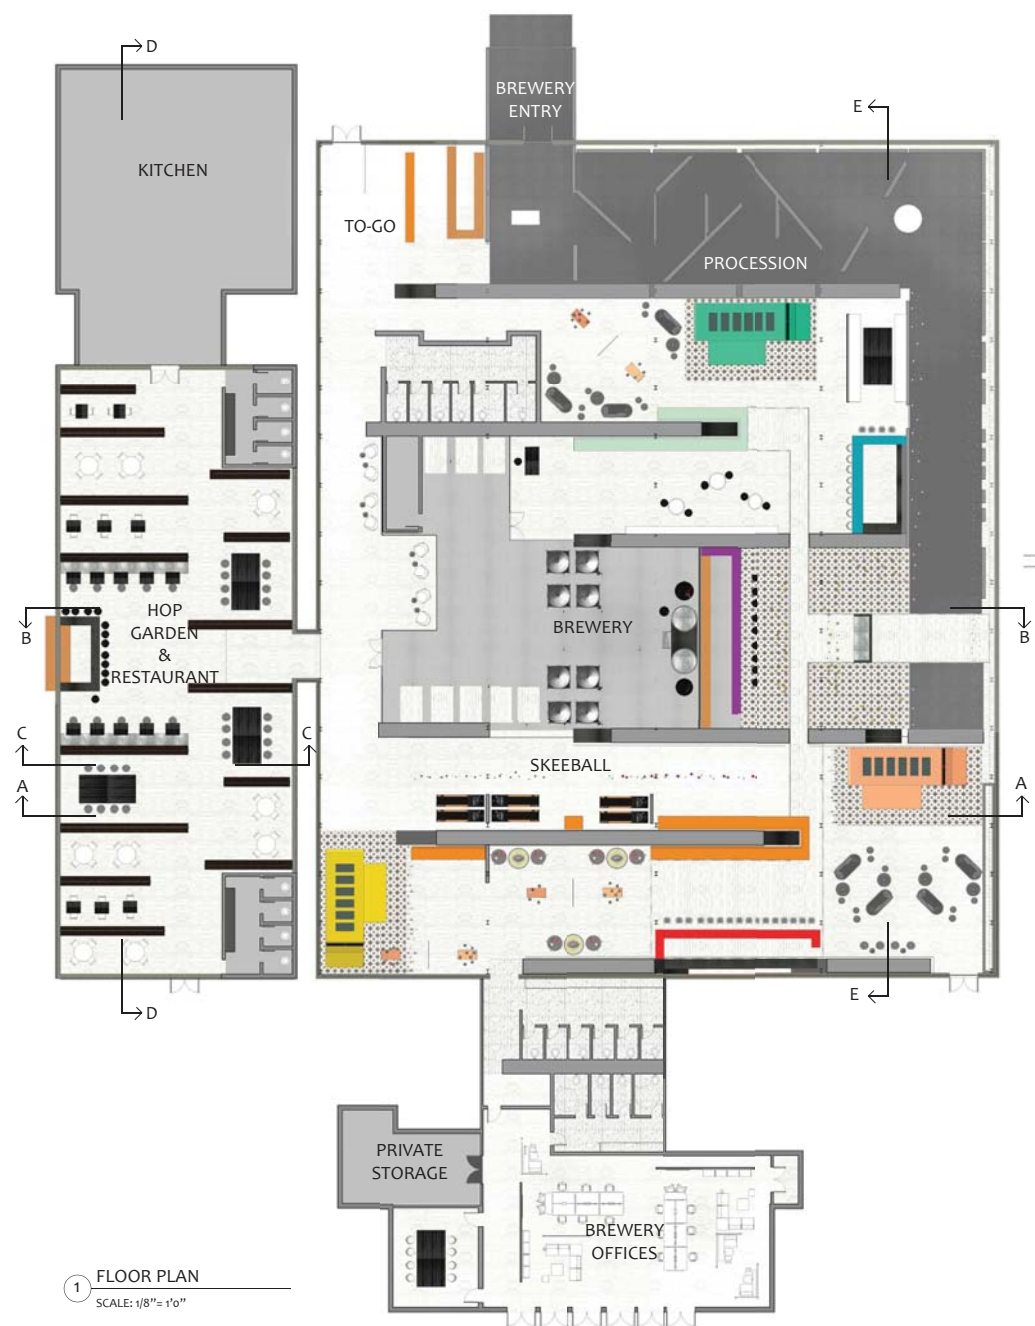 D
BREWERY
ENTRY
E
KITCHEN
TO-GO
PROCESSION
B
HOP
GARDEN
&
RESTAURANT
BREWERY
B
C
C
SKEEBALL
A
A
D
E
PRIVATE
STORAGE
BREWERY
OFFICES
1
FLOOR PLAN
SCALE: 1/8"= 1'0"